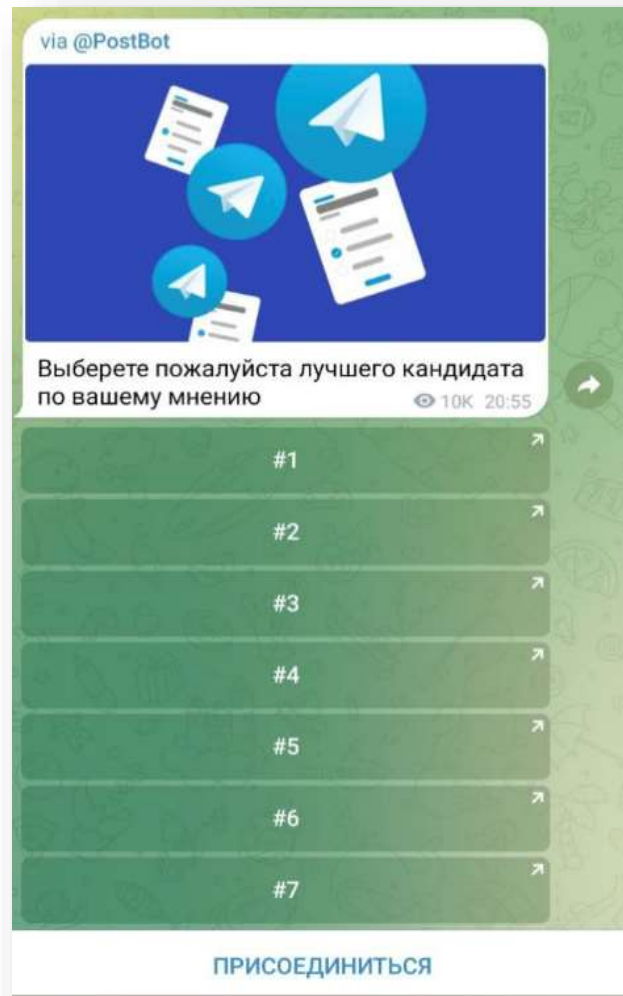 via @PostBot
Выберете пожалуйста лучшего кандидата
по вашему мнению
10K 20:55
#1
#2
#3
#4
#5
#6
#7
ПРИСОЕДИНИТЬСЯ